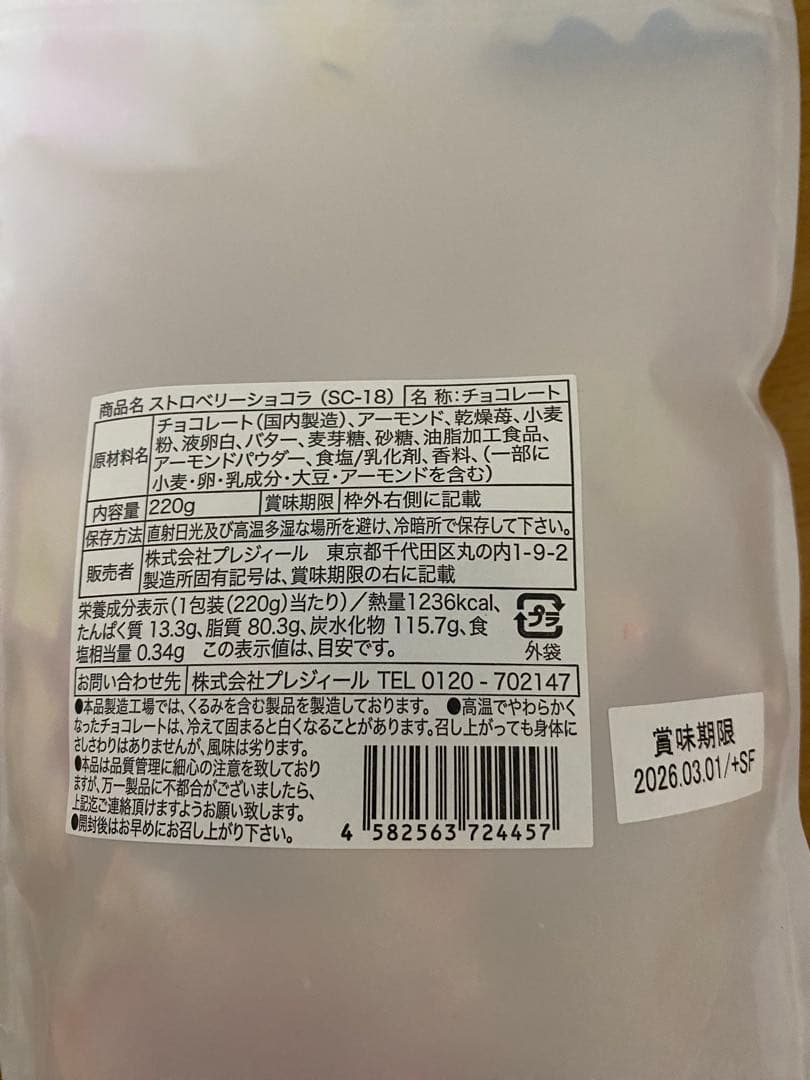 商品名 ストロベリーショコラ（SC-18） 名 称：チョコレート
原材料名 チョコレート（国内製造）、アーモンド、乾燥苺、小麦
粉、液卵白、バター、麦芽糖、砂糖、油脂加工食品、
アーモンドパウダー、食塩/乳化剤、香料、（一部に
小麦・卵・乳成分・大豆・アーモンドを含む）
内容量 220g 賞味期限 枠外右側に記載
保存方法 直射日光及び高温多湿な場所を避け、冷暗所で保存して下さい。
販売者 株式会社プレジィール 東京都千代田区丸の内1-9-2
製造所固有記号は、賞味期限の右に記載
栄養成分表示（1包装（220g）当たり）／熱量1236kcal、
たんぱく質 13.3g、脂質 80.3g、炭水化物 115.7g、食
塩相当量 0.34g この表示値は、目安です。
プラ
外袋
お問い合わせ先 株式会社プレジィール TEL 0120 - 702147
●本品製造工場では、くるみを含む製品を製造しております。 ●高温でやわらかく
なったチョコレートは、冷えて固まると白くなることがあります。召し上がっても身体に
さしさわりはありませんが、風味は劣ります。
●本品は品質管理に細心の注意を致しており
ますが、万一製品に不都合がございましたら、
上記迄ご連絡頂けますようお願い致します。
●開封後はお早めにお召し上がり下さい。
4 582563 724457
賞味期限
2026.03.01/+SF